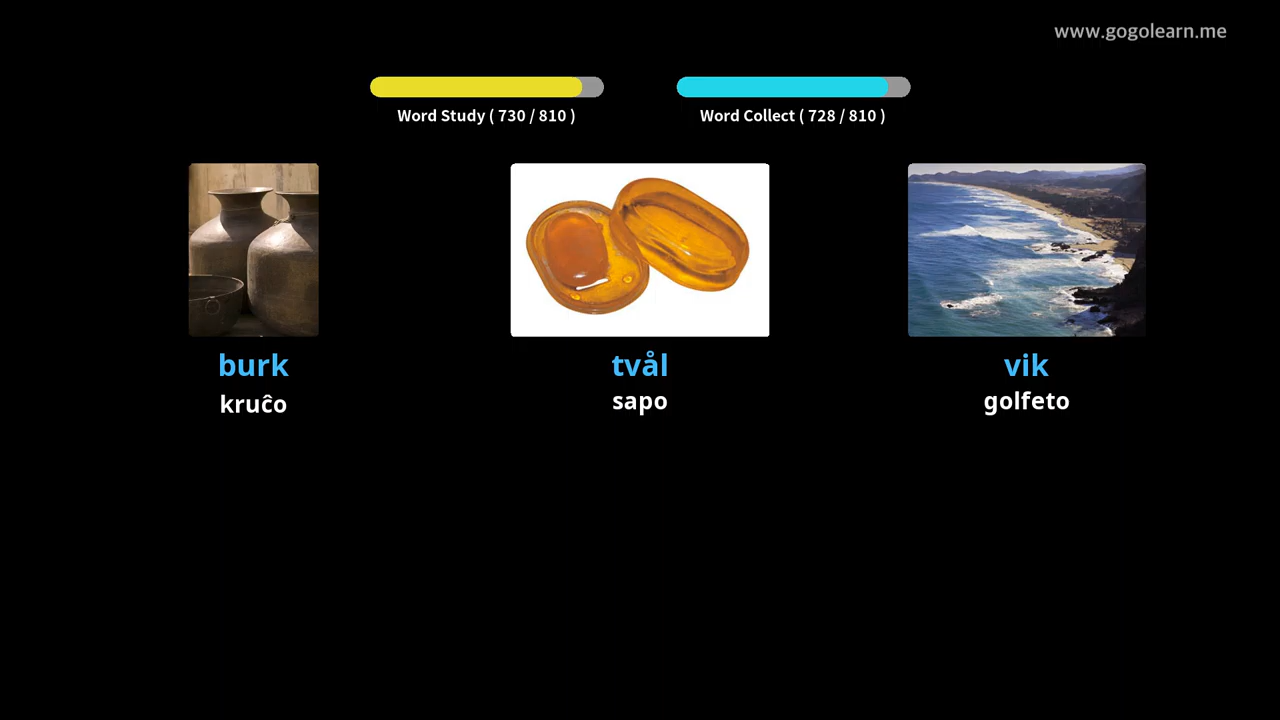 www.gogolearn.me
Word Study ( 730 / 810 )
Word Collect ( 728 / 810 )
burk
tvål
vik
kruĉo
sapo
golfeto